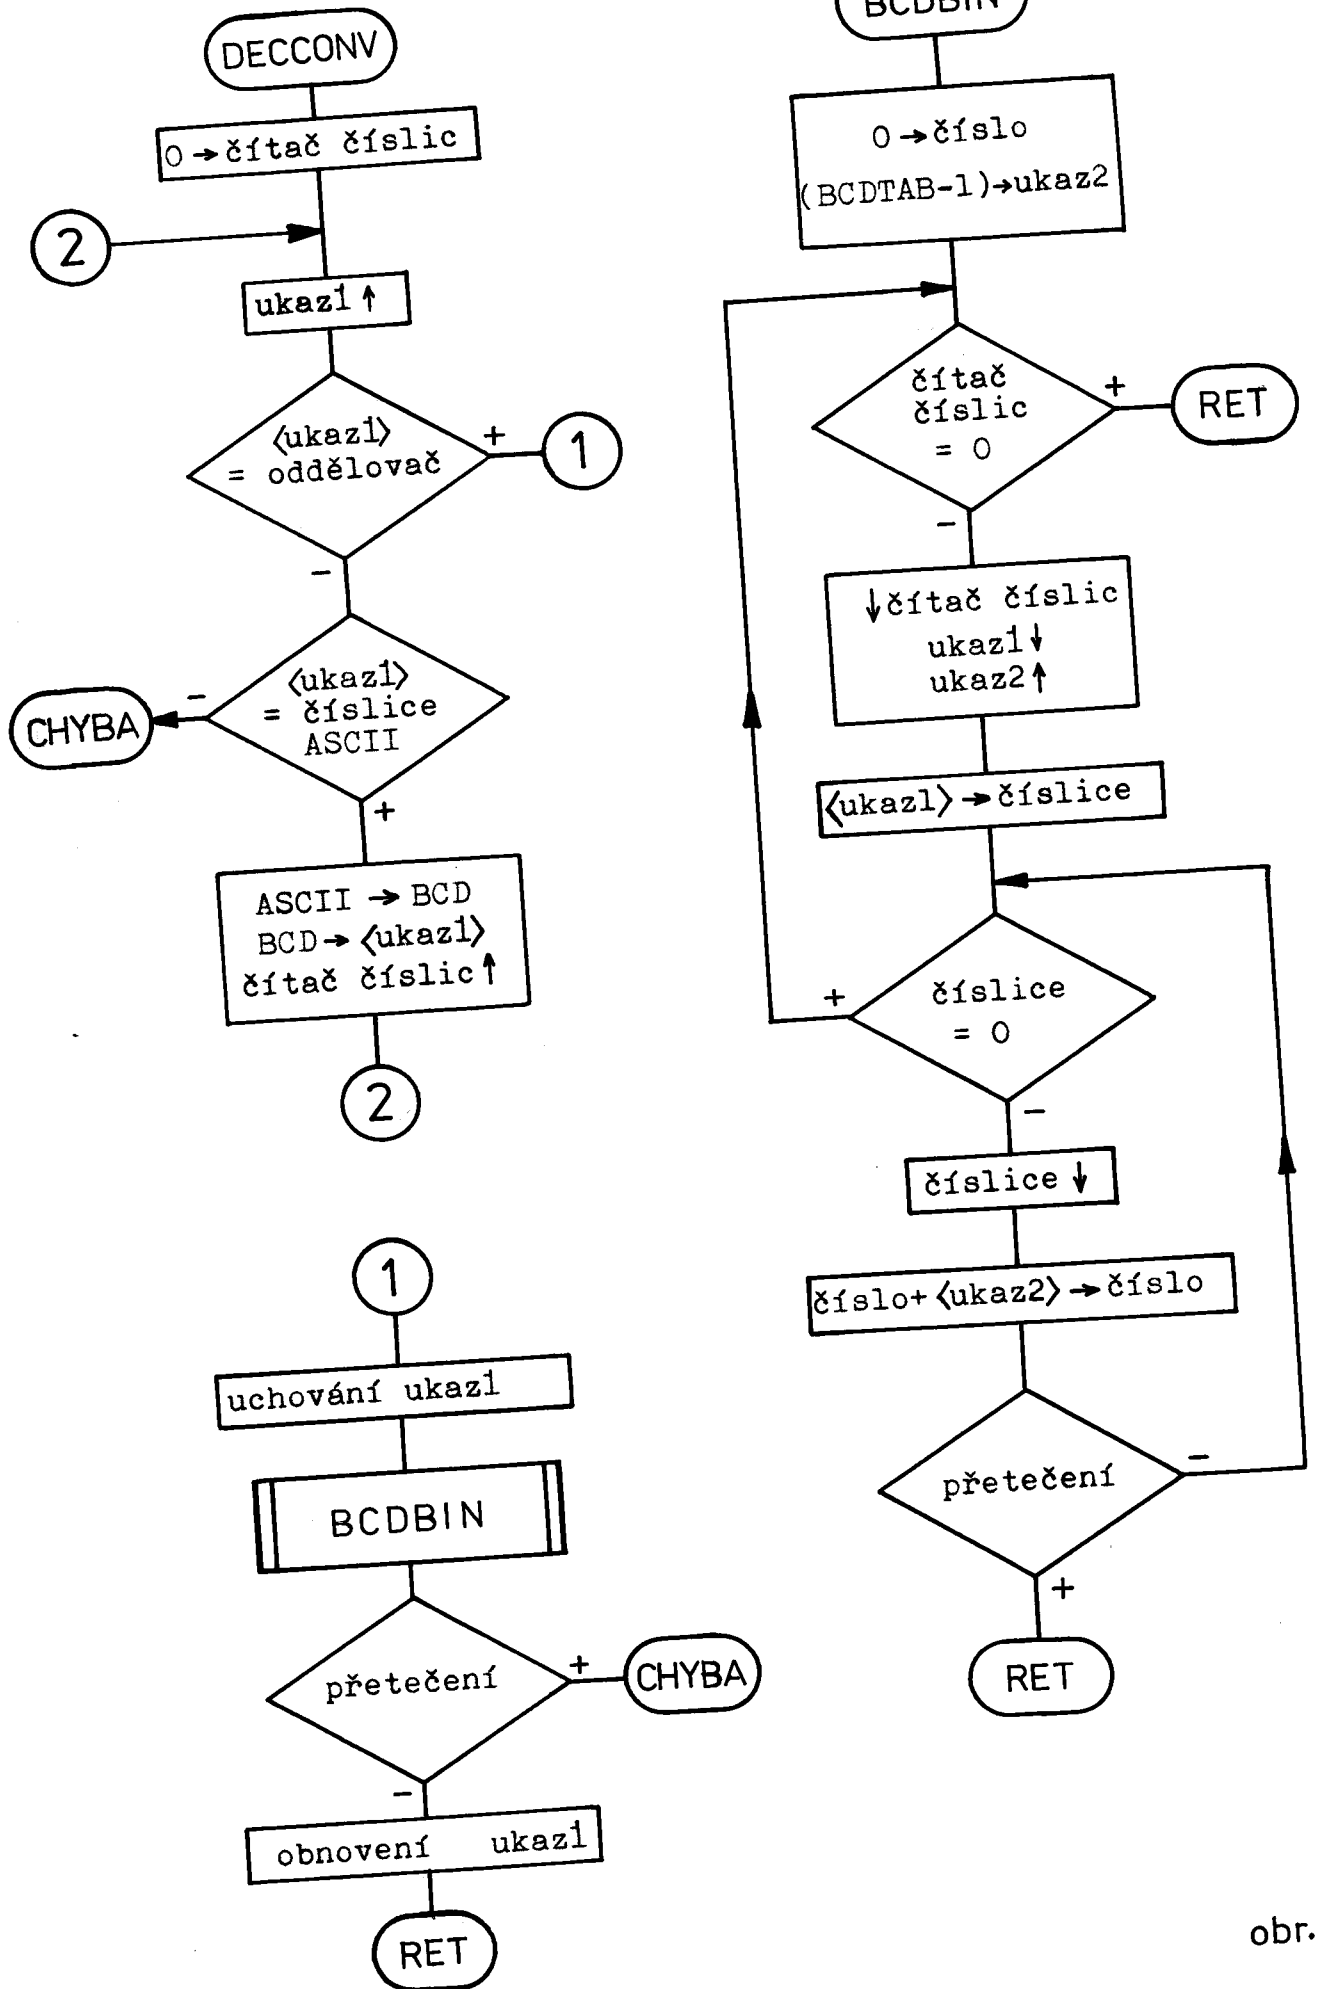 DECCONV
0 → čítač číslic
2
ukaz1 ↑
⟨ukaz1⟩
= oddělovač
+
1
−
⟨ukaz1⟩
= číslice
ASCII
−
CHYBA
+
ASCII → BCD
BCD → ⟨ukaz1⟩
čítač číslic ↑
2
1
uchování ukaz1
BCDBIN
přetečení
+
CHYBA
−
obnovení ukaz1
RET
BCDBIN
0 → číslo
(BCDTAB-1) → ukaz2
čítač
číslic
= 0
+
RET
−
↓ čítač číslic
ukaz1 ↓
ukaz2 ↑
⟨ukaz1⟩ → číslice
číslice
= 0
+
−
číslice ↓
číslo+ ⟨ukaz2⟩ → číslo
přetečení
−
+
RET
obr.